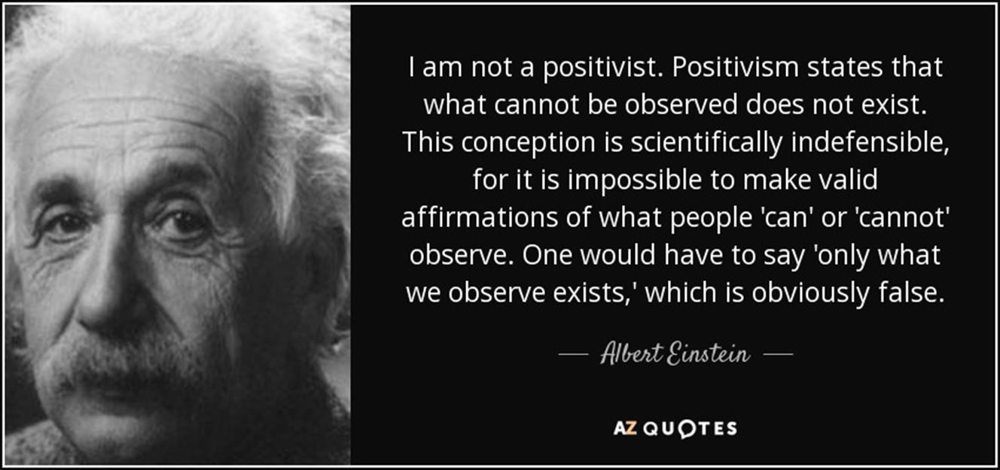 I am not a positivist. Positivism states that
what cannot be observed does not exist.
This conception is scientifically indefensible,
for it is impossible to make valid
affirmations of what people 'can' or 'cannot'
observe. One would have to say 'only what
we observe exists,' which is obviously false.
— Albert Einstein —
AZ QUOTES